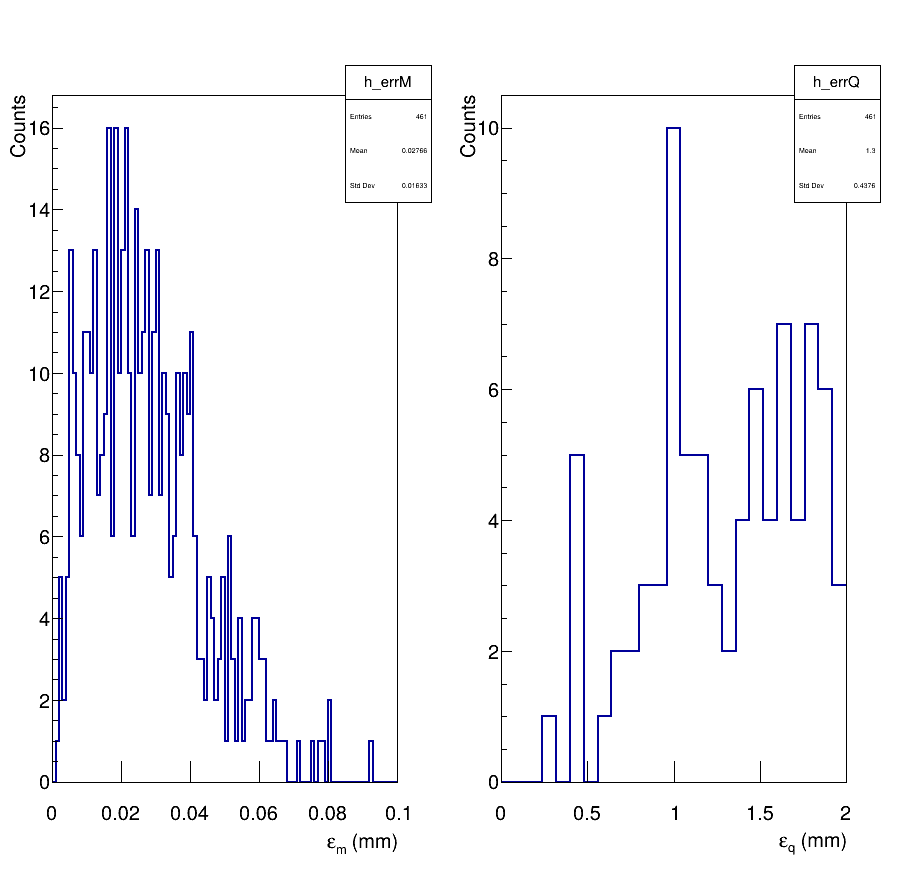 h_errM
Entries 461
Mean 0.02766
Std Dev 0.01633
Counts
16
14
12
10
8
6
4
2
0
0 0.02 0.04 0.06 0.08 0.1
εm (mm)
h_errQ
Entries 461
Mean 1.3
Std Dev 0.4376
Counts
10
8
6
4
2
0
0 0.5 1 1.5 2
εq (mm)